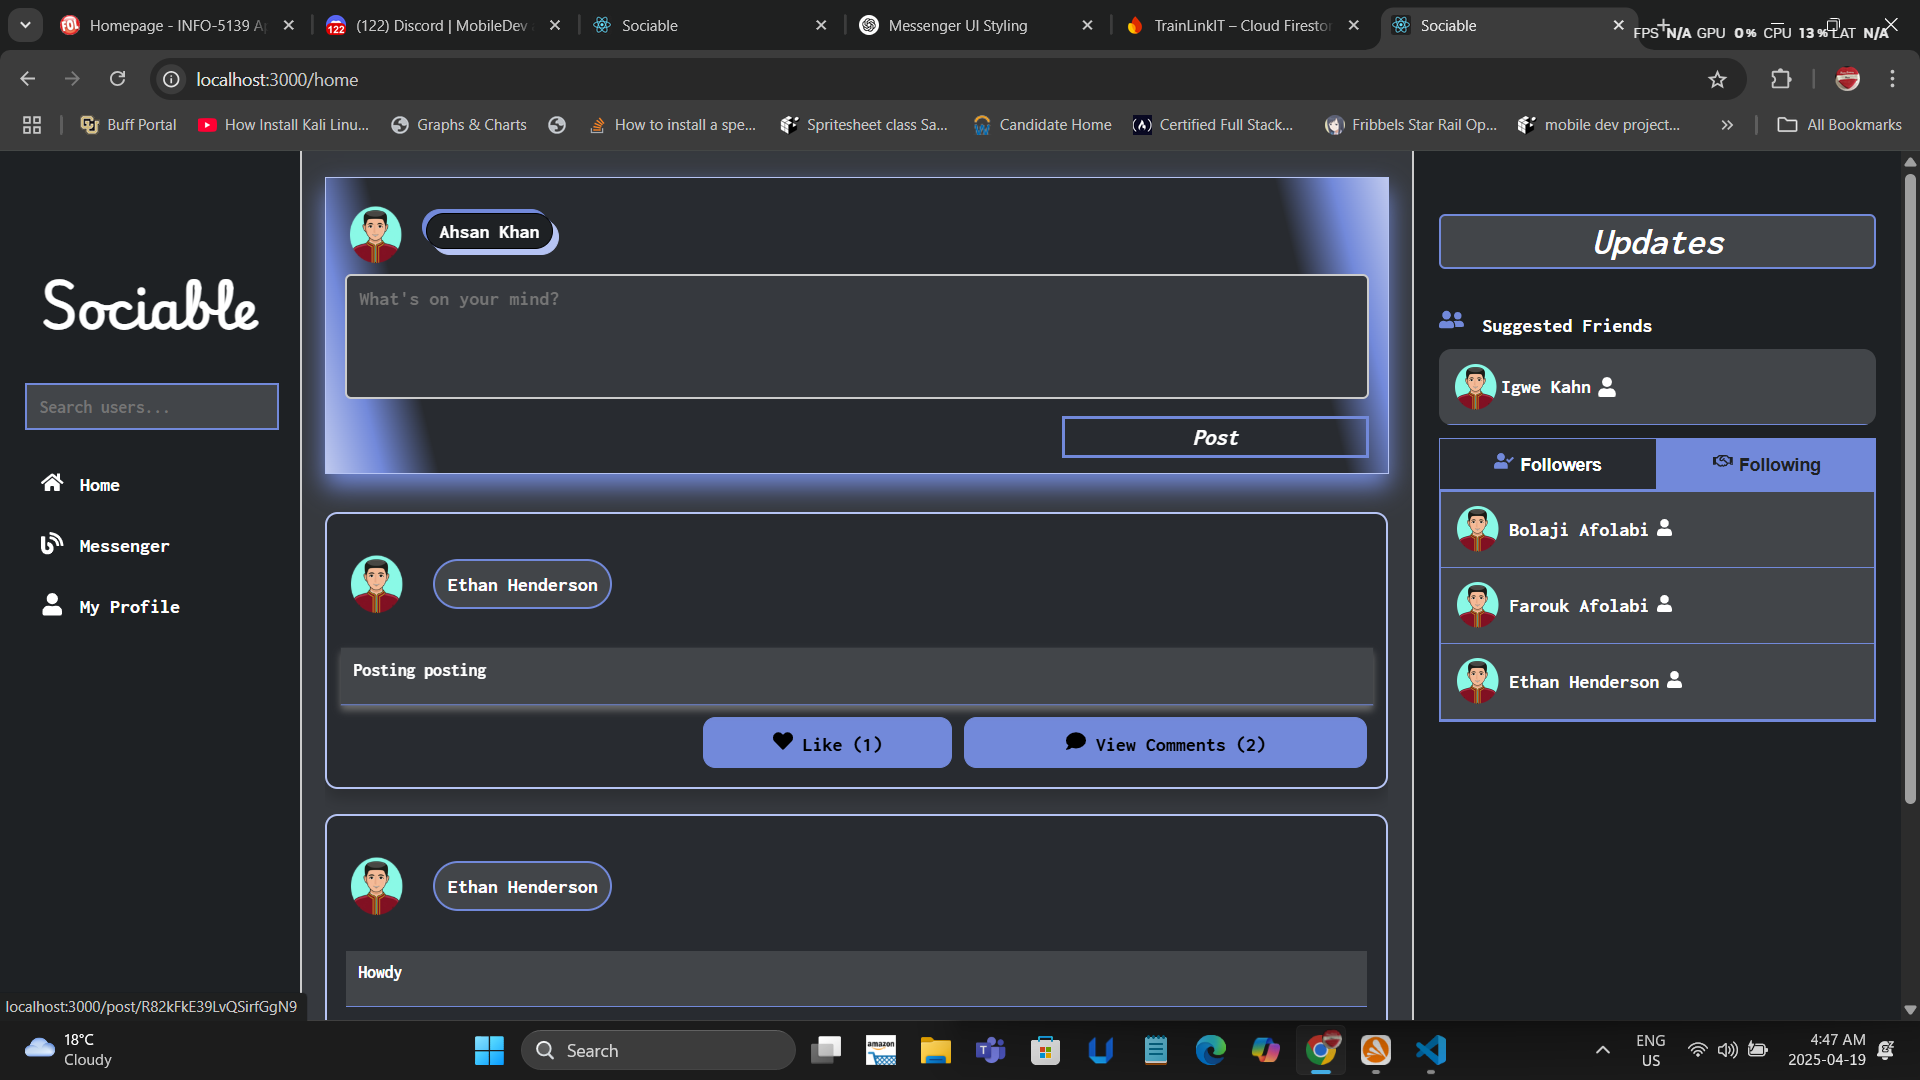 Homepage - INFO-5139 A
(122) Discord | MobileDev
Sociable
Messenger UI Styling
TrainLinkIT – Cloud Firesto
Sociable
FPS N/A GPU 0% CPU 13% LAT N/A
localhost:3000/home
Buff Portal
How Install Kali Linu...
Graphs & Charts
How to install a spe...
Spritesheet class Sa...
Candidate Home
Certified Full Stack...
Fribbels Star Rail Op...
mobile dev project...
All Bookmarks
Sociable
Search users...
Home
Messenger
My Profile
Ahsan Khan
What's on your mind?
Post
Ethan Henderson
Posting posting
Like (1)
View Comments (2)
Ethan Henderson
Howdy
Updates
Suggested Friends
Igwe Kahn
Followers
Following
Bolaji Afolabi
Farouk Afolabi
Ethan Henderson
localhost:3000/post/R82kFkE39LvQSirfGgN9
18°C
Cloudy
Search
amazon
ENG
US
4:47 AM
2025-04-19